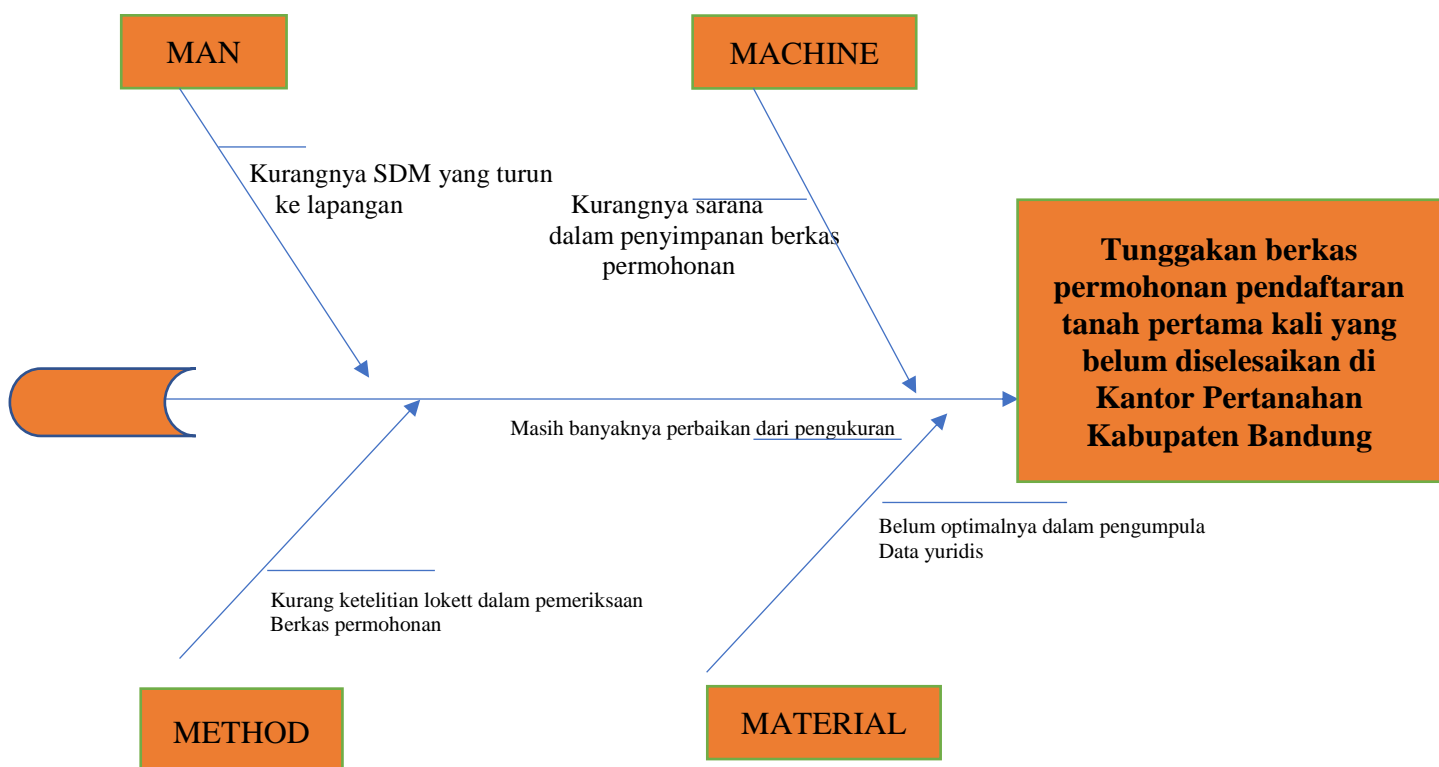 MAN
MACHINE
Kurangnya SDM yang turun
ke lapangan
Kurangnya sarana
dalam penyimpanan berkas
permohonan
Tunggakan berkas
permohonan pendaftaran
tanah pertama kali yang
belum diselesaikan di
Kantor Pertanahan
Kabupaten Bandung
Masih banyaknya perbaikan dari pengukuran
Belum optimalnya dalam pengumpula
Data yuridis
Kurang ketelitian lokett dalam pemeriksaan
Berkas permohonan
METHOD
MATERIAL